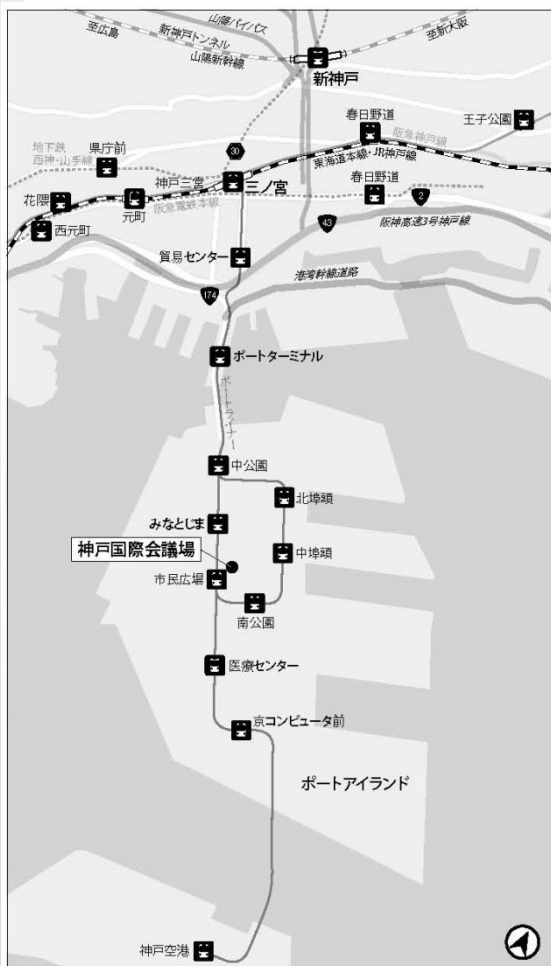 山陽バイパス
至広島
新神戸トンネル
山陽新幹線
至新大阪
新神戸
春日野道
王子公園
阪急神戸線
地下鉄
西神・山手線
県庁前
30
東海道本線・JR神戸線
神戸三宮
三ノ宮
春日野道
2
花隈
元町
阪急電鉄本線
西元町
43
阪神高速3号神戸線
貿易センター
港湾幹線道路
174
ポートターミナル
ポートライナー
中公園
北埠頭
みなとじま
神戸国際会議場
中埠頭
市民広場
南公園
医療センター
京コンピュータ前
ポートアイランド
神戸空港